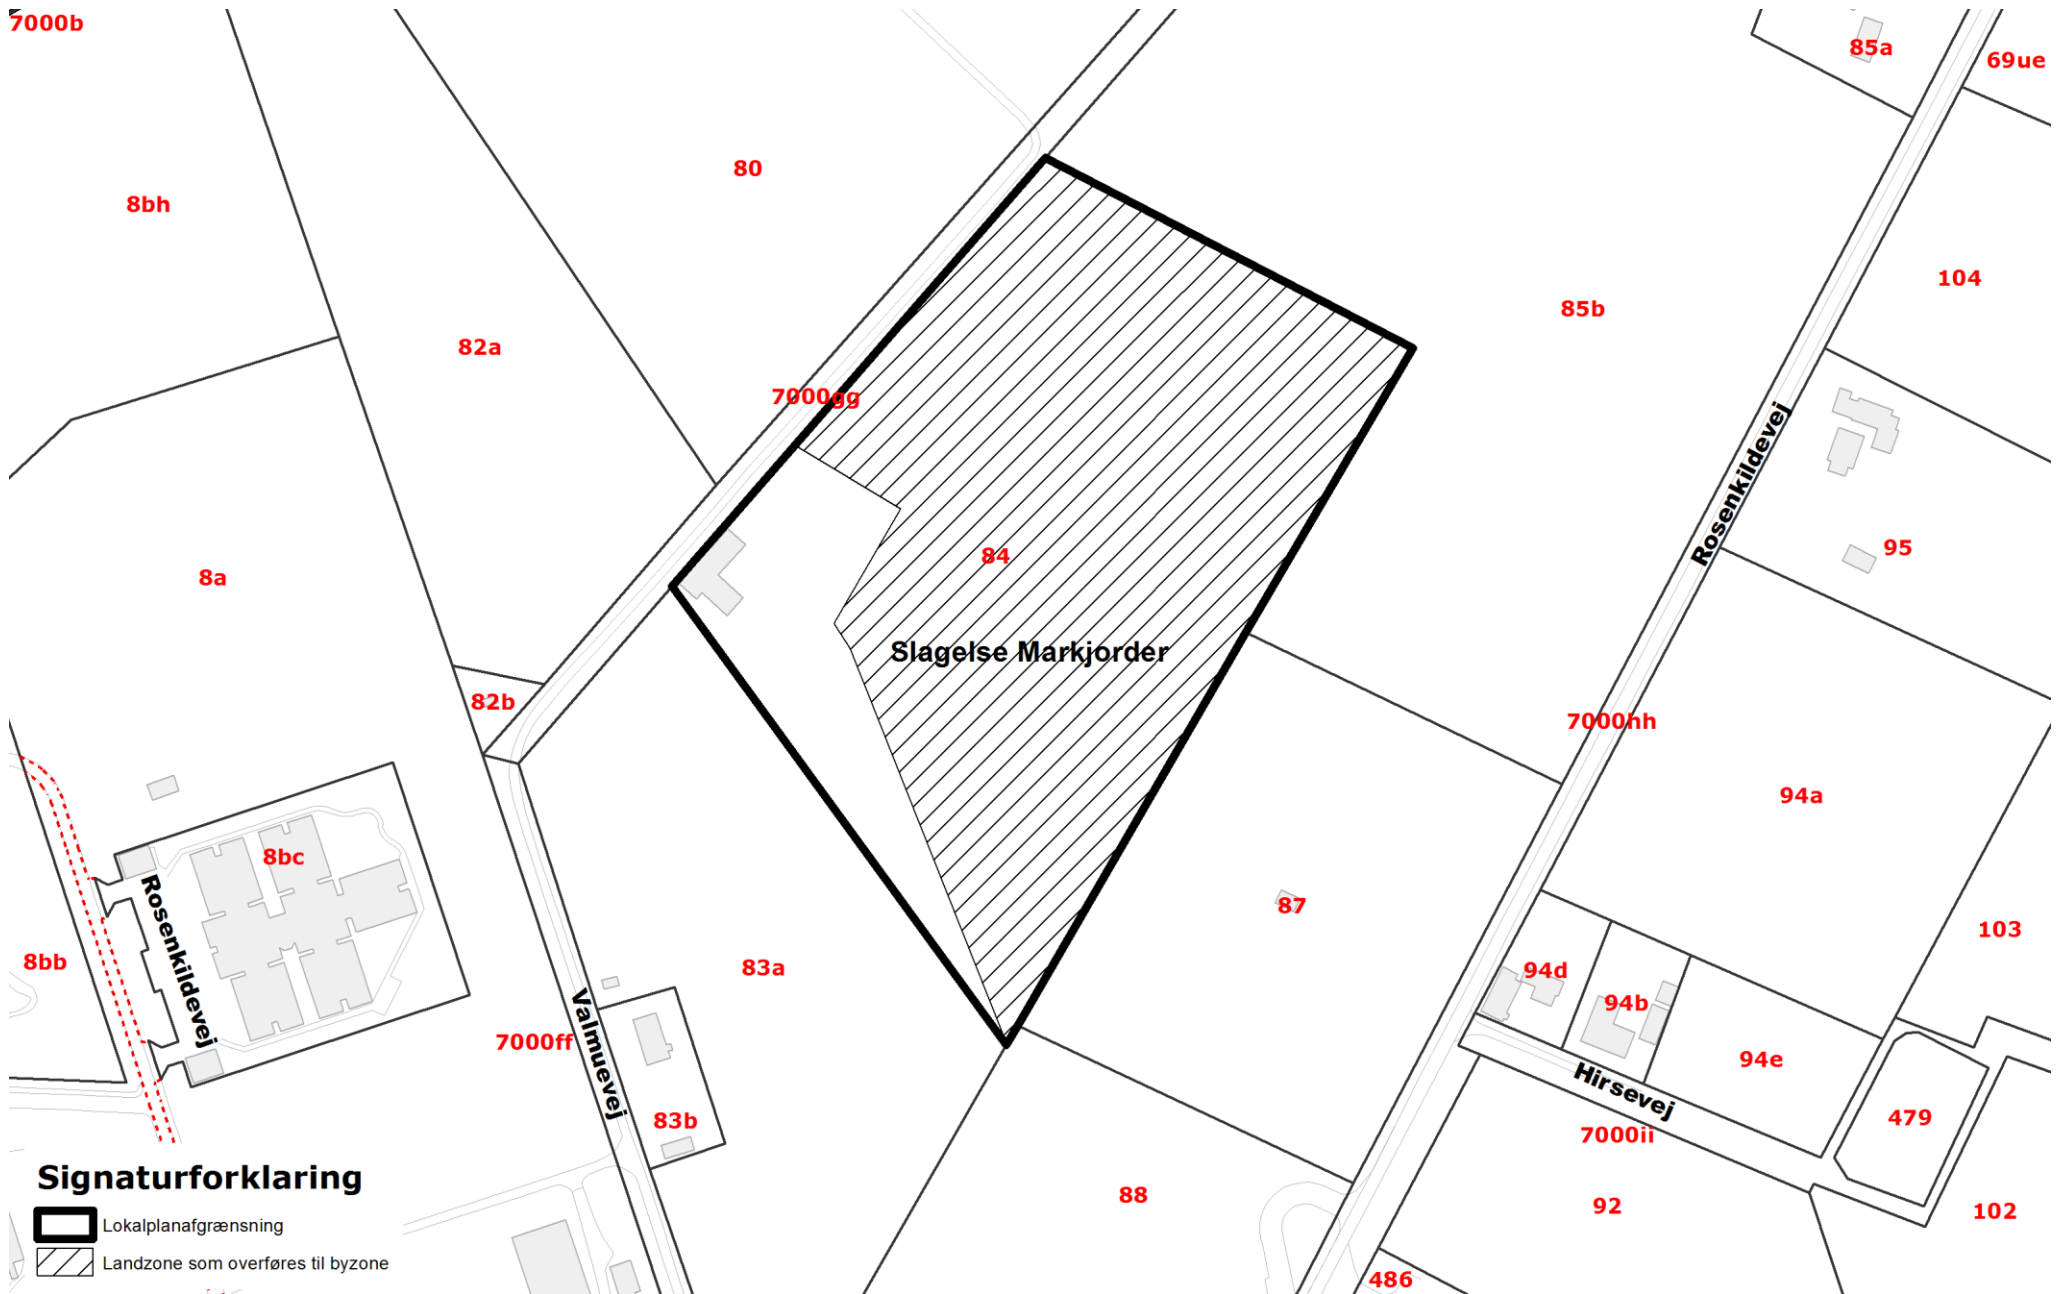 7000b
85a
69ue
80
8bh
104
85b
82a
7000gg
Rosenkildevej
95
84
8a
Slagelse Markjorder
82b
7000hh
94a
8bc
Rosenkildevej
87
103
8bb
83a
94d
94b
Valmuevej
7000ff
94e
Hirsevej
479
83b
7000ii
88
92
102
486
Signaturforklaring
Lokalplanafgrænsning
Landzone som overføres til byzone